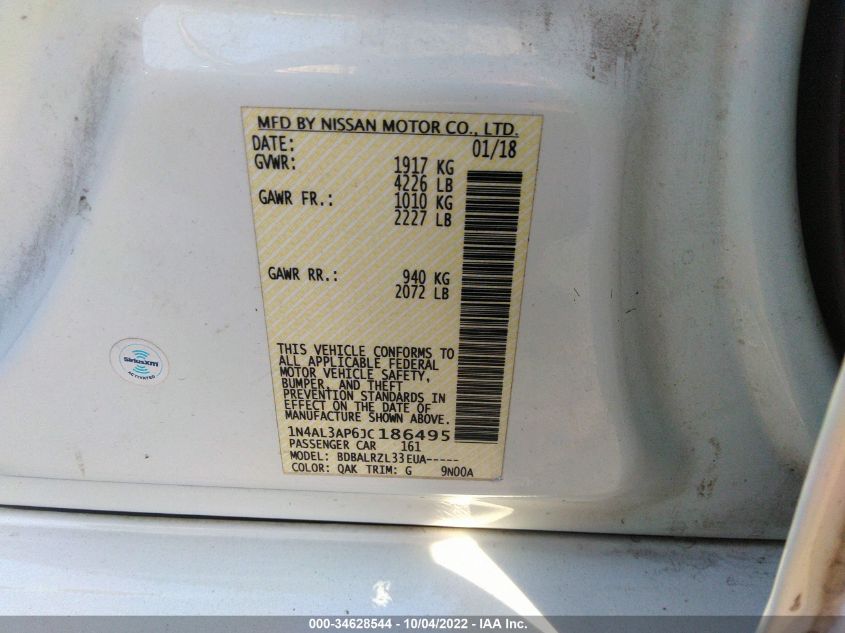 MFD BY NISSAN MOTOR CO., LTD.
DATE: 01/18
GVWR: 1917 KG
4226 LB
GAWR FR.: 1010 KG
2227 LB
GAWR RR.: 940 KG
2072 LB
THIS VEHICLE CONFORMS TO
ALL APPLICABLE FEDERAL
MOTOR VEHICLE SAFETY,
BUMPER, AND THEFT
PREVENTION STANDARDS IN
EFFECT ON THE DATE OF
MANUFACTURE SHOWN ABOVE.
1N4AL3AP6JC186495
PASSENGER CAR 161
MODEL: BDBALRZL33EUA-----
COLOR: QAK TRIM: G 9N00A
SiriusXM
ACTIVATED
000-34628544 - 10/04/2022 - IAA Inc.